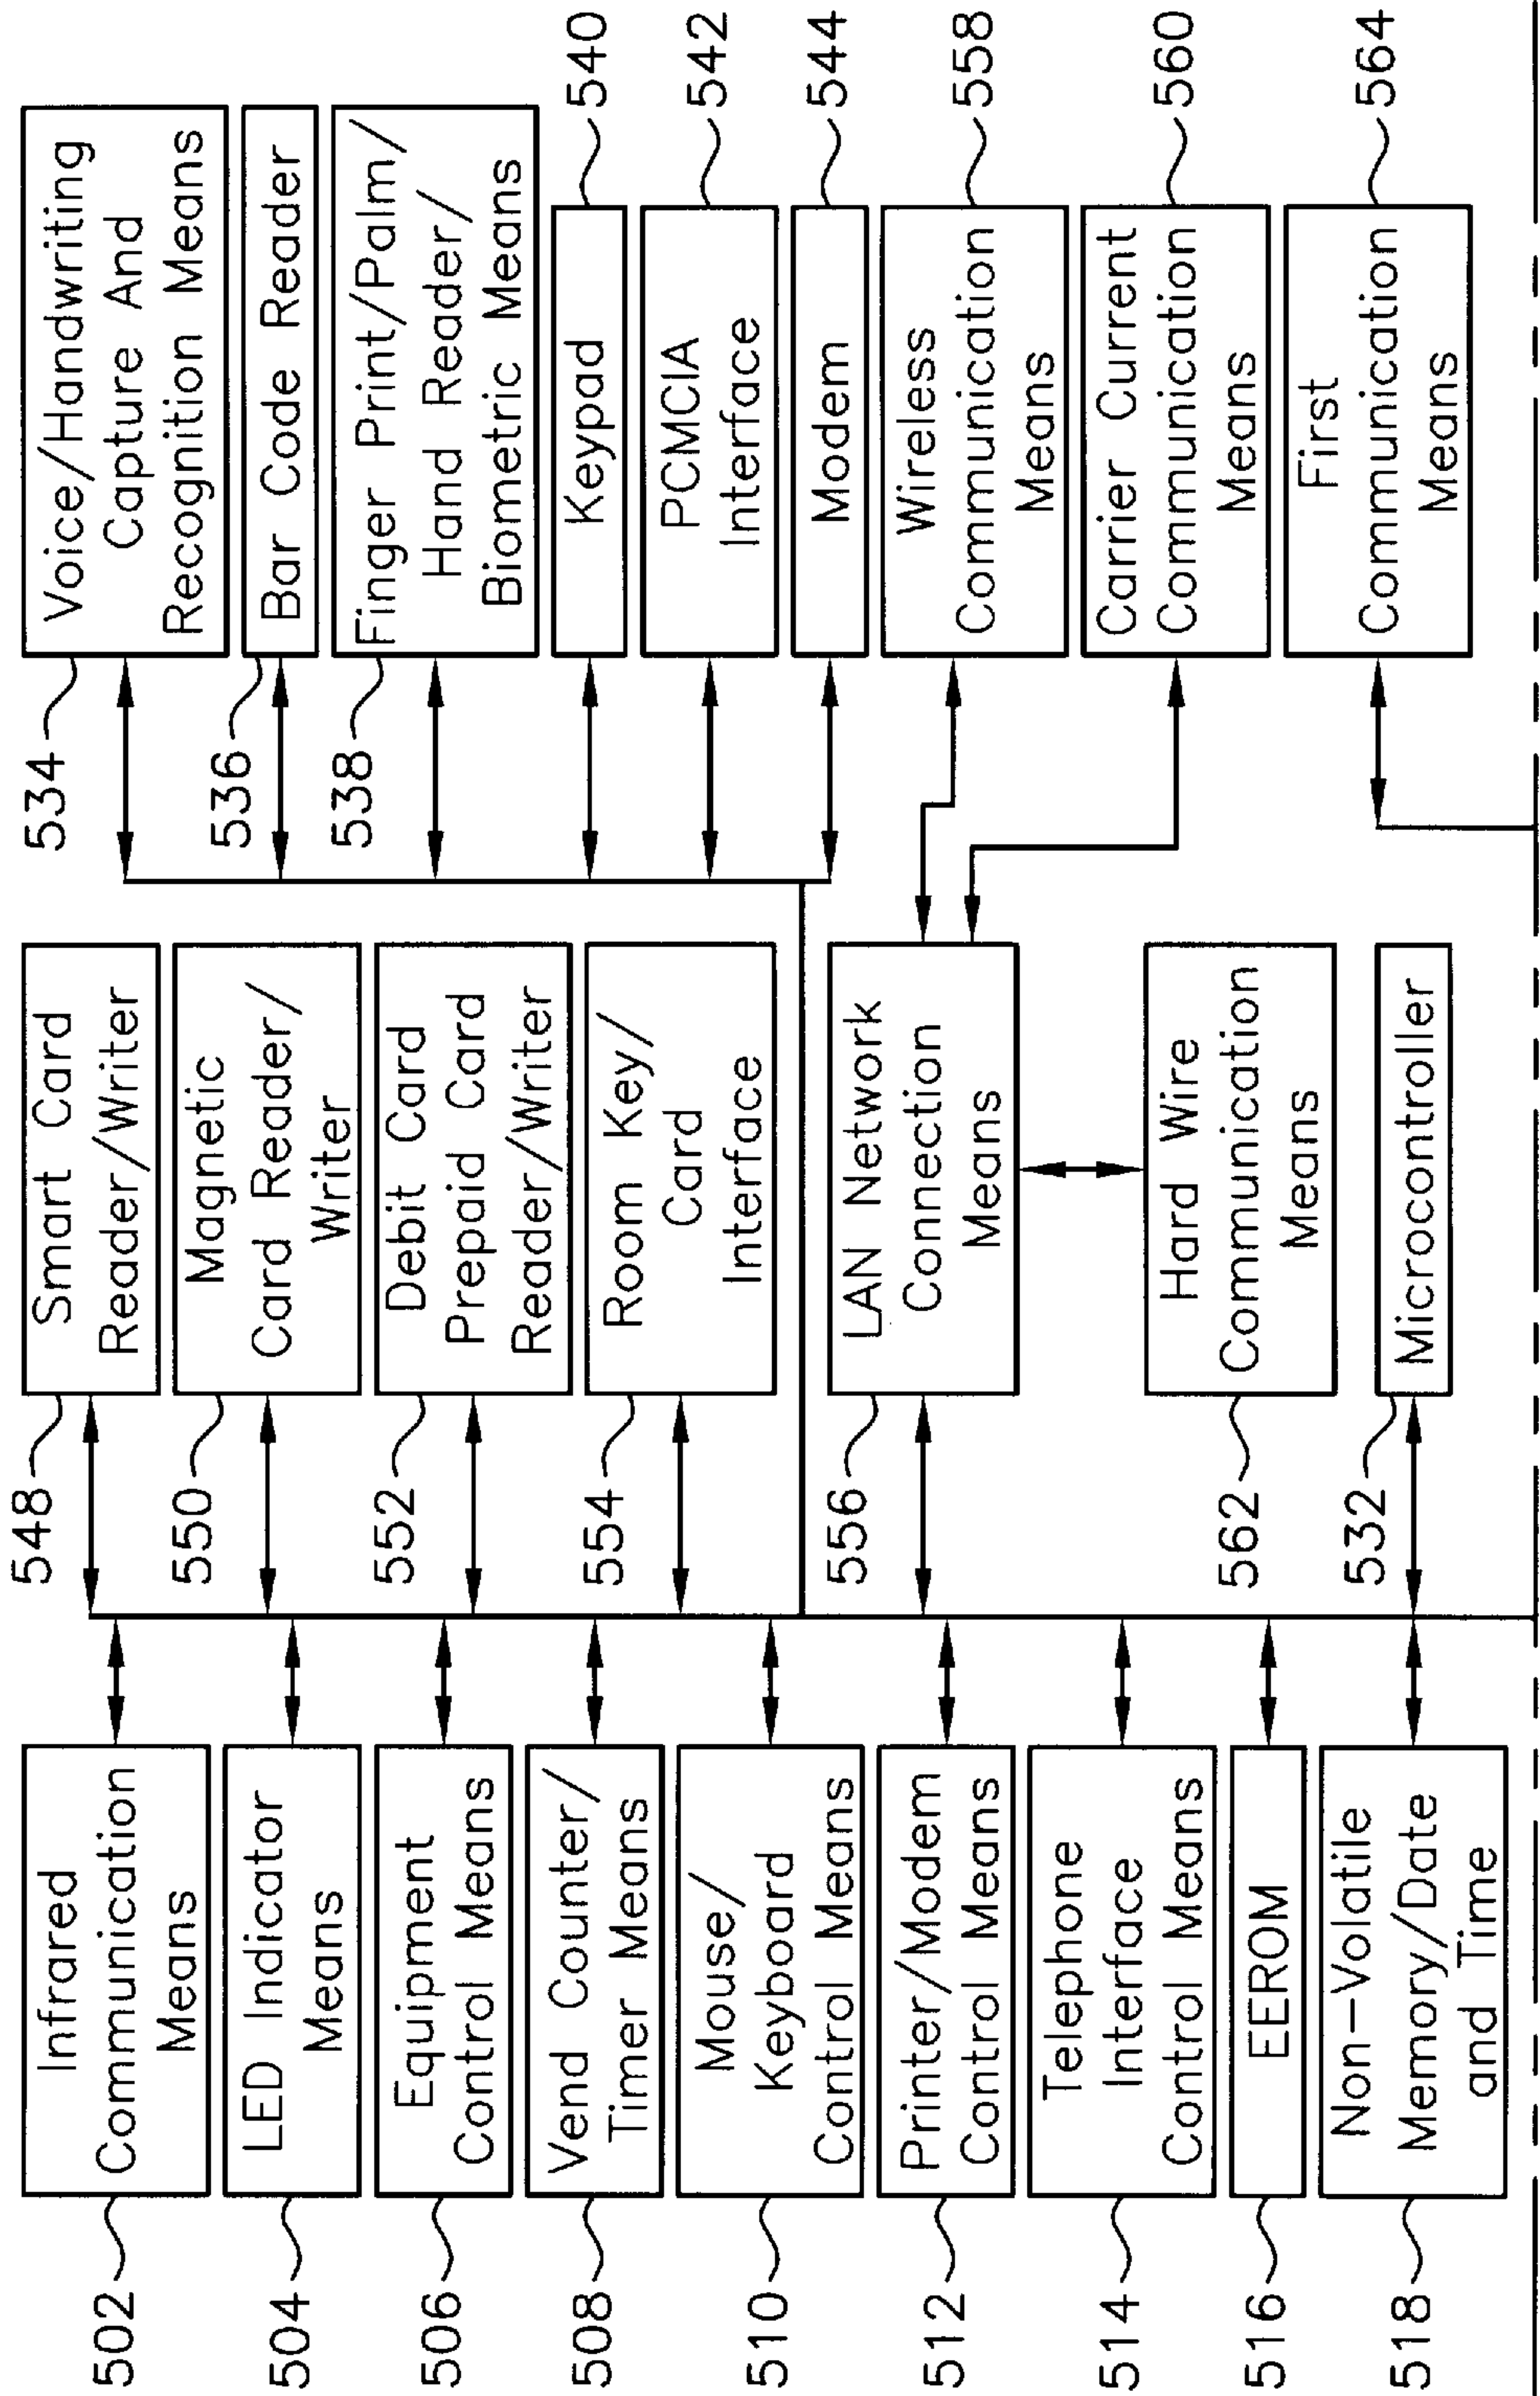 502
Infrared
Communication
Means
504
LED Indicator
Means
506
Equipment
Control Means
508
Vend Counter/
Timer Means
510
Mouse/
Keyboard
Control Means
512
Printer/Modem
Control Means
514
Telephone
Interface
Control Means
516
EEROM
518
Non-Volatile
Memory/Date
and Time
548
Smart Card
Reader/Writer
550
Magnetic
Card Reader/
Writer
552
Debit Card
Prepaid Card
Reader/Writer
554
Room Key/
Card
Interface
556
LAN Network
Connection
Means
562
Hard Wire
Communication
Means
532
Microcontroller
534
Voice/Handwriting
Capture And
Recognition Means
536
Bar Code Reader
538
Finger Print/Palm/
Hand Reader/
Biometric Means
Keypad
540
PCMCIA
Interface
542
Modem
544
Wireless
Communication
Means
558
Carrier Current
Communication
Means
560
First
Communication
Means
564